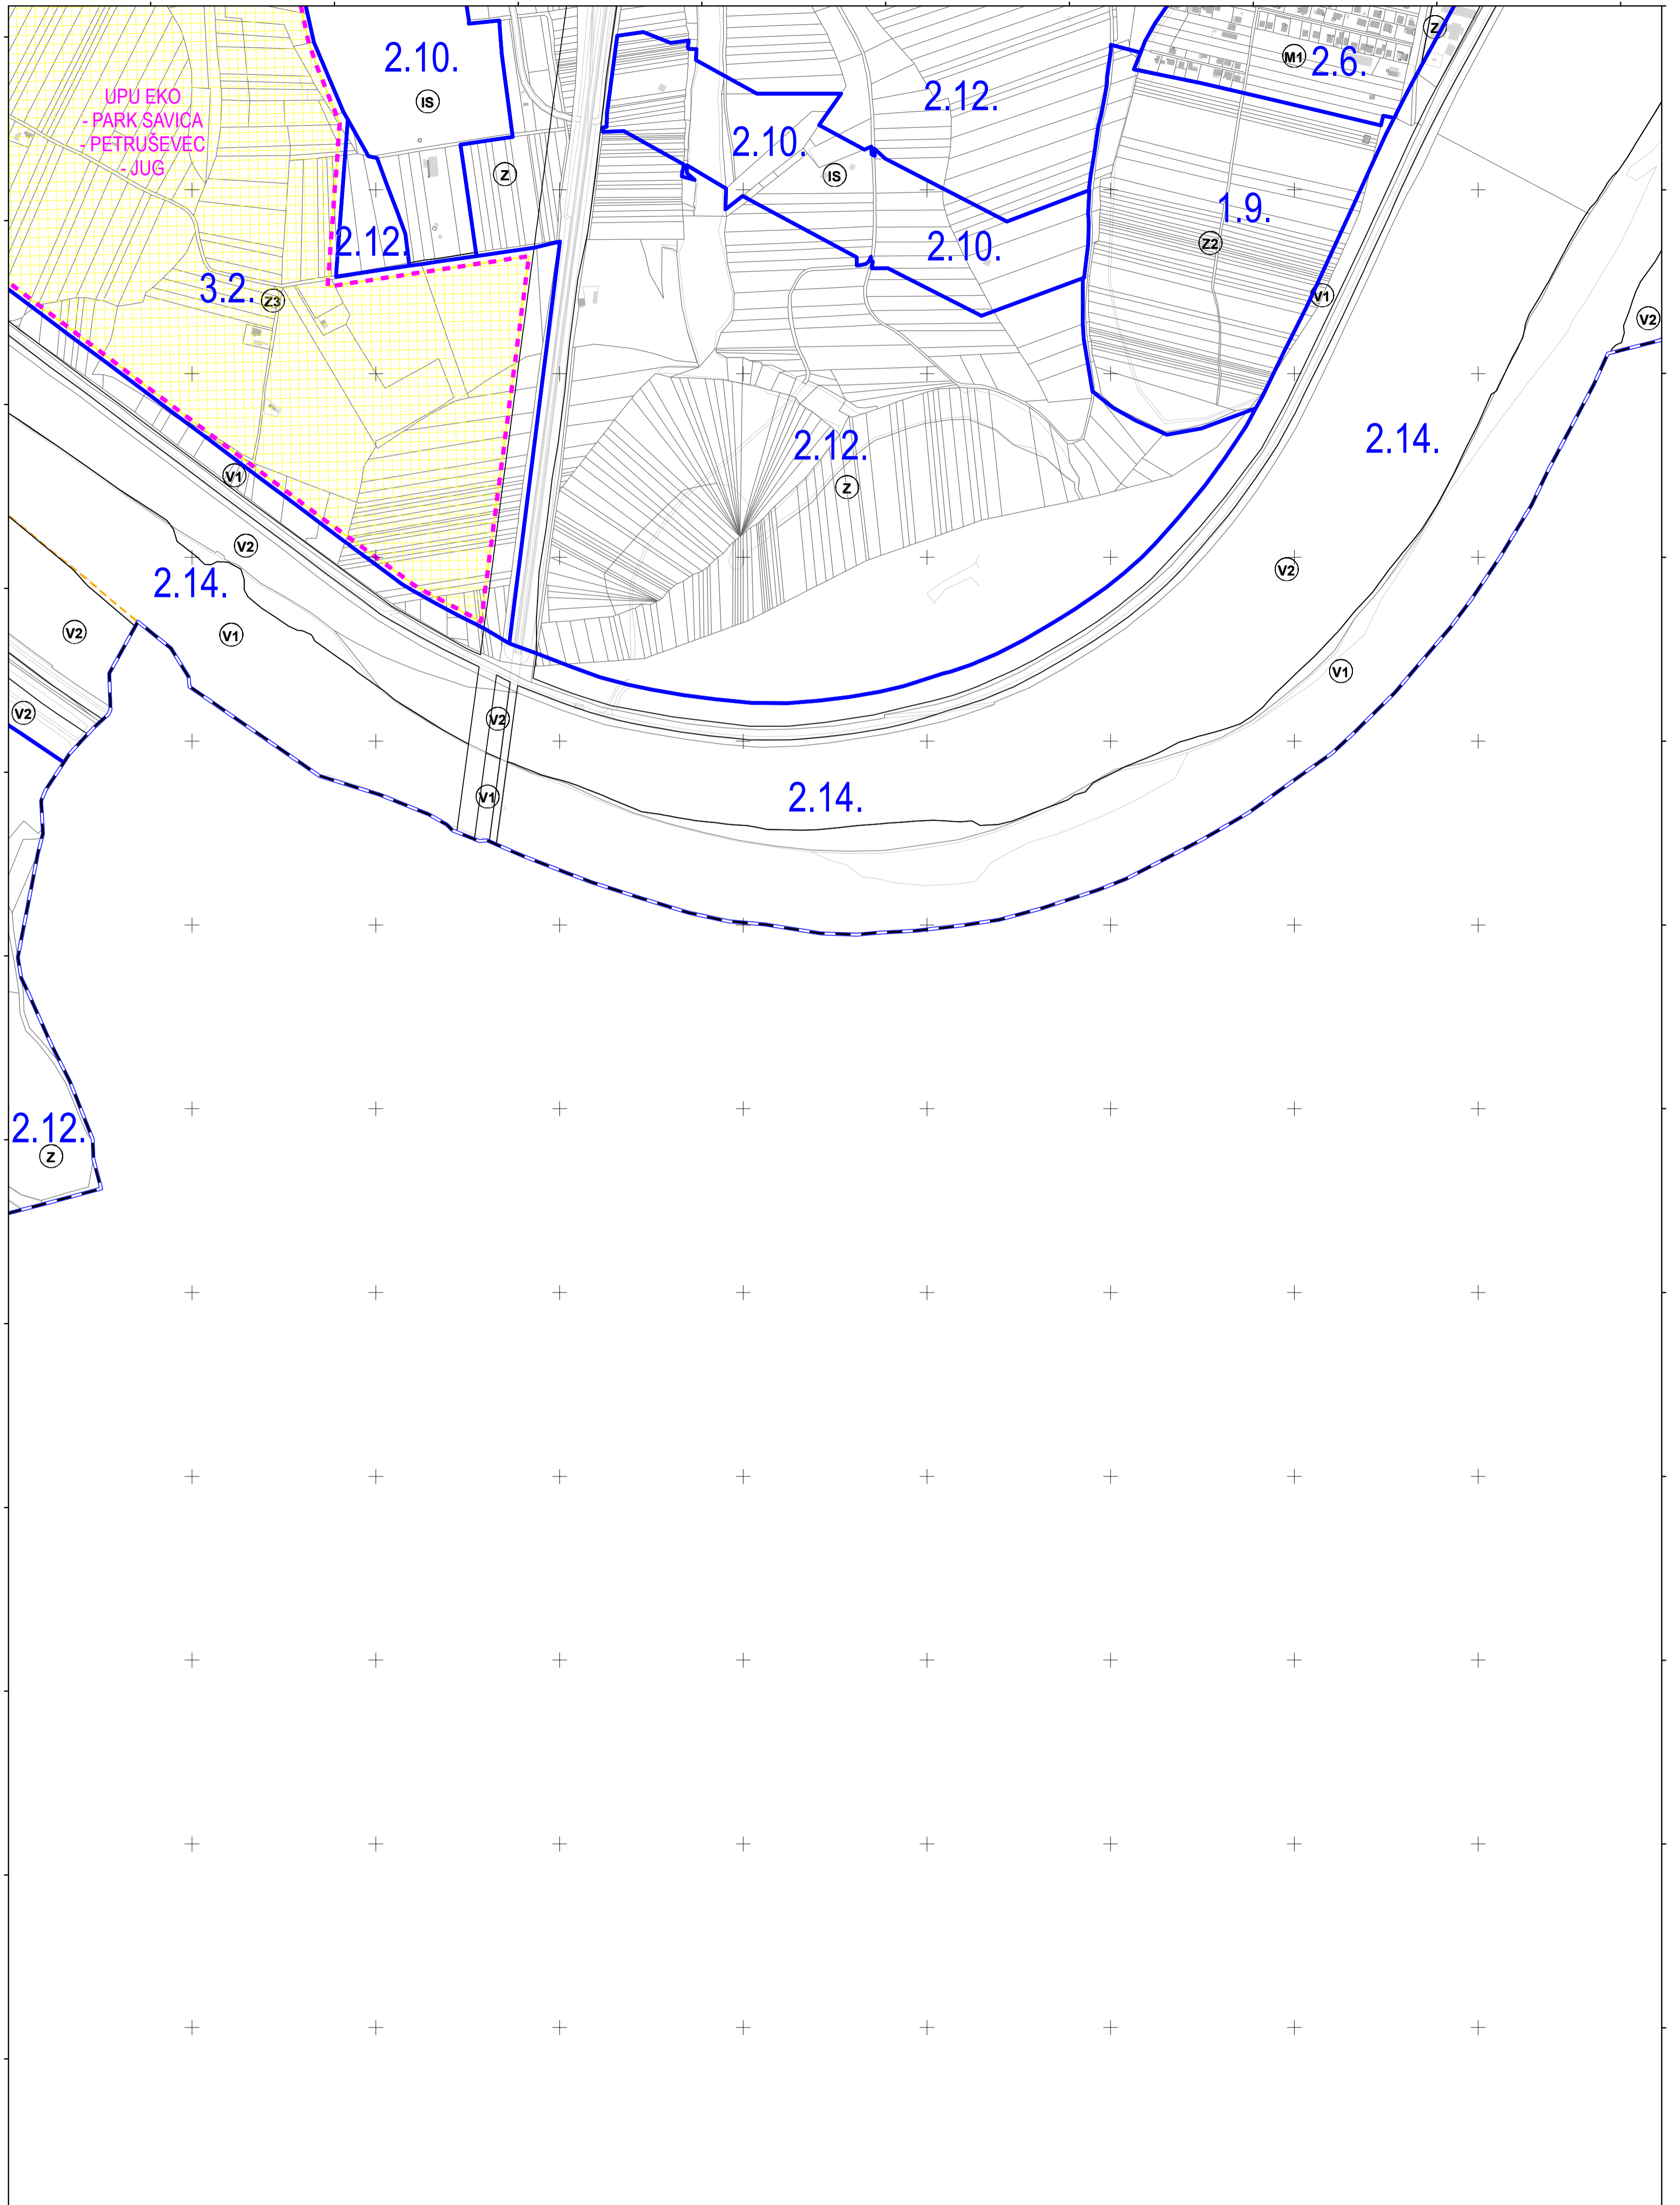 Z
2.10.
M1
2.6.
UPU EKO
- PARK SAVICA
- PETRUŠEVEC
- JUG
IS
2.12.
2.10.
Z
IS
1.9.
2.12.
2.10.
Z2
3.2.
Z3
V1
V2
2.12.
2.14.
V1
Z
V2
V2
2.14.
V2
V1
V1
V2
V2
V1
2.14.
2.12.
Z